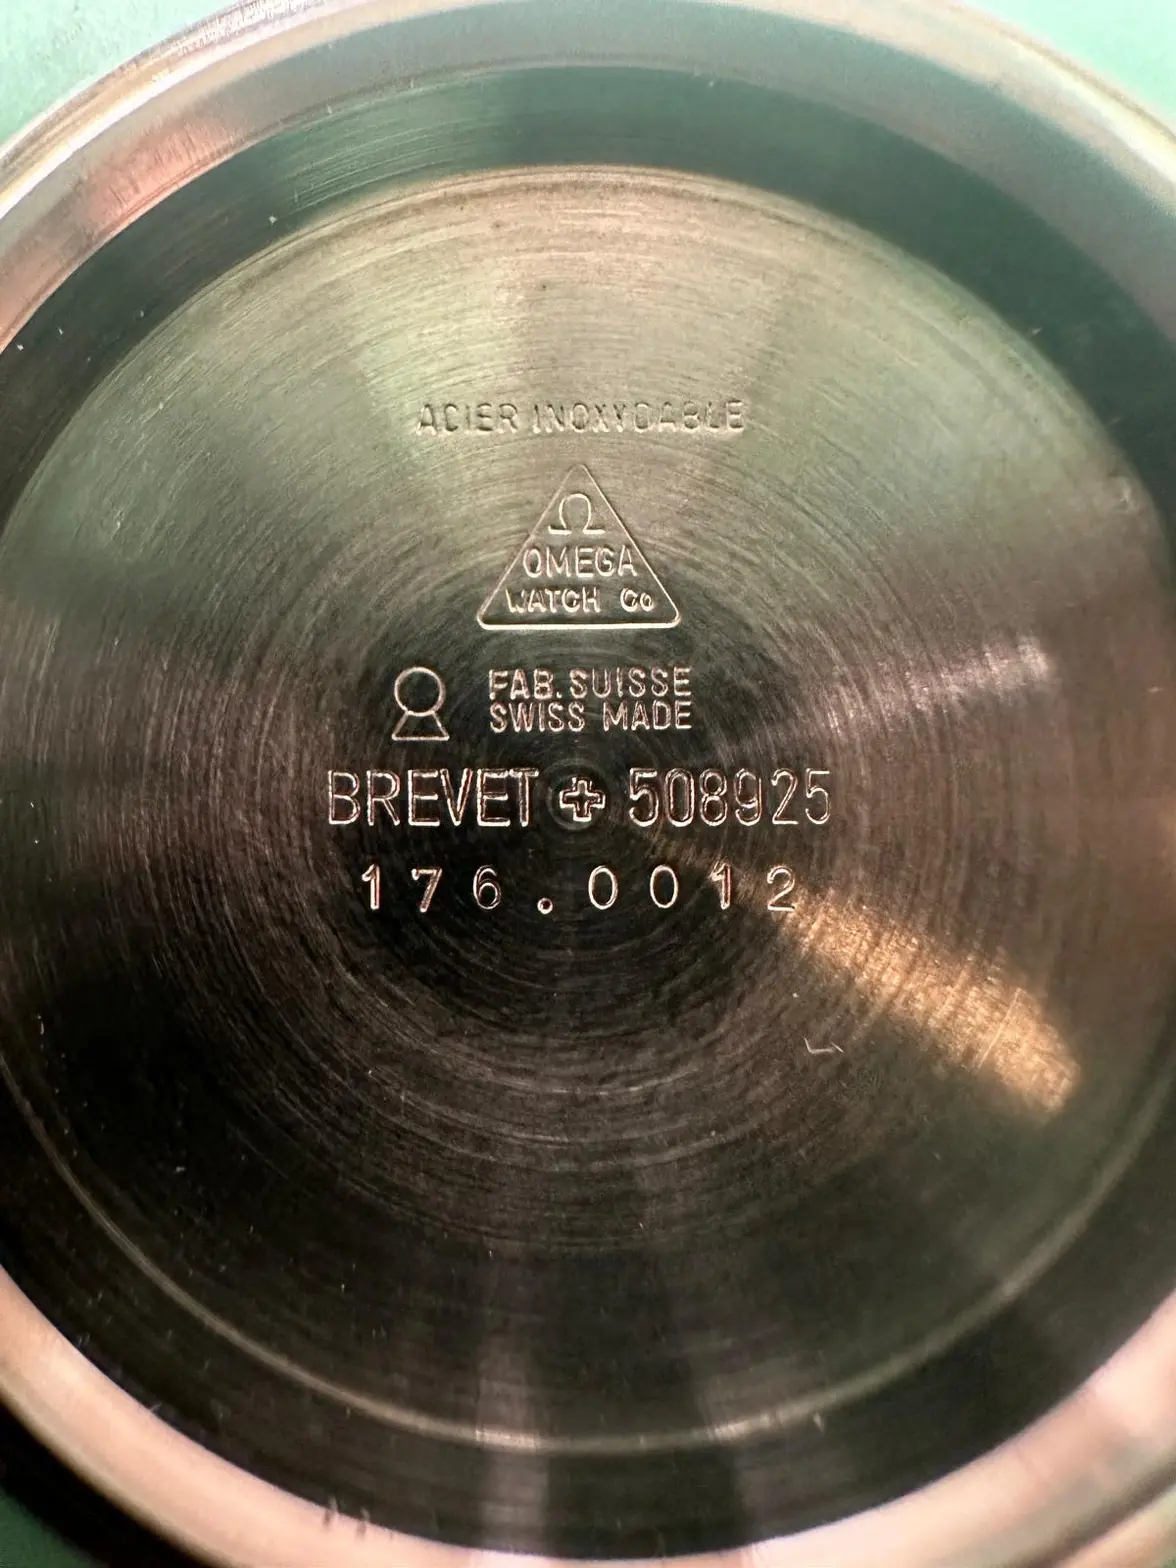 ACIER INOXYDABLE
Ω
OMEGA
WATCH Co
FAB. SUISSE
SWISS MADE
BREVET + 508925
176.0012